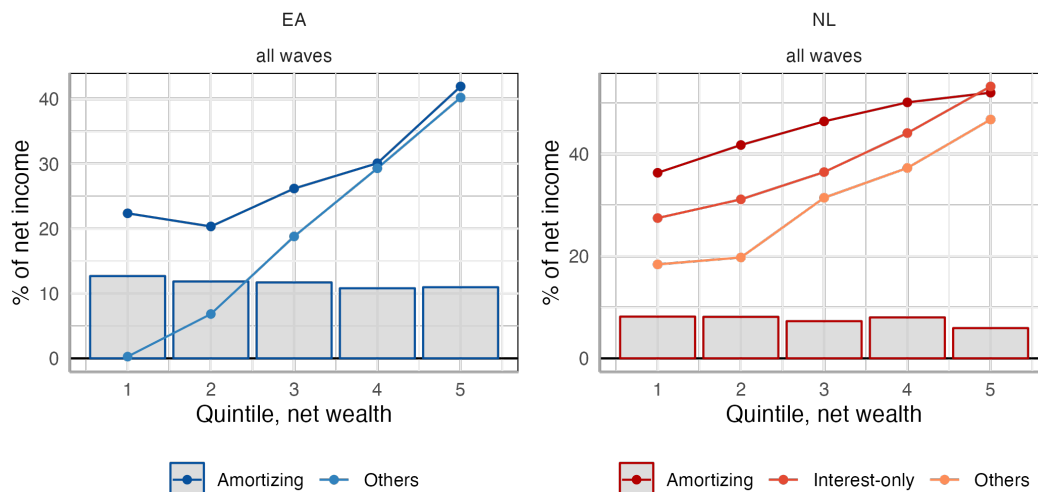 EA
all waves
% of net income
40
30
20
10
0
1 2 3 4 5
Quintile, net wealth
Amortizing Others
NL
all waves
% of net income
40
20
0
1 2 3 4 5
Quintile, net wealth
Amortizing Interest-only Others